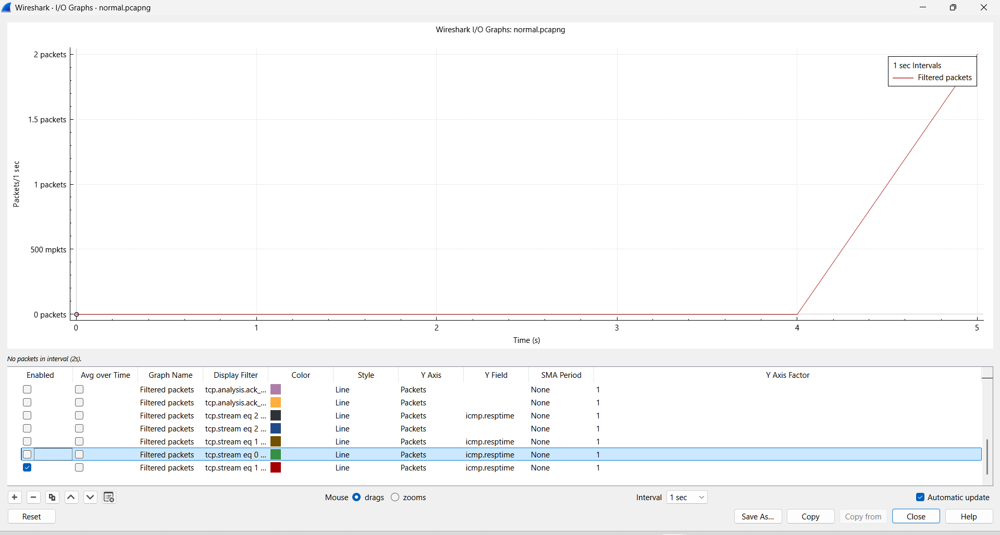 Wireshark · I/O Graphs · normal.pcapng
Wireshark I/O Graphs: normal.pcapng
2 packets
1.5 packets
1 packets
500 mpkts
0 packets
Packets/1 sec
1 sec Intervals
Filtered packets
0 1 2 3 4 5
Time (s)
No packets in interval (2s).
Enabled Avg over Time Graph Name Display Filter Color Style Y Axis Y Field SMA Period Y Axis Factor
Filtered packets tcp.analysis.ack_... Line Packets None 1
Filtered packets tcp.analysis.ack_... Line Packets None 1
Filtered packets tcp.stream eq 2 ... Line Packets icmp.resptime None 1
Filtered packets tcp.stream eq 2 ... Line Packets None 1
Filtered packets tcp.stream eq 1 ... Line Packets icmp.resptime None 1
Filtered packets tcp.stream eq 0 ... Line Packets icmp.resptime None 1
Filtered packets tcp.stream eq 1 ... Line Packets icmp.resptime None 1
Mouse drags zooms Interval 1 sec Automatic update
Reset Save As... Copy Copy from Close Help